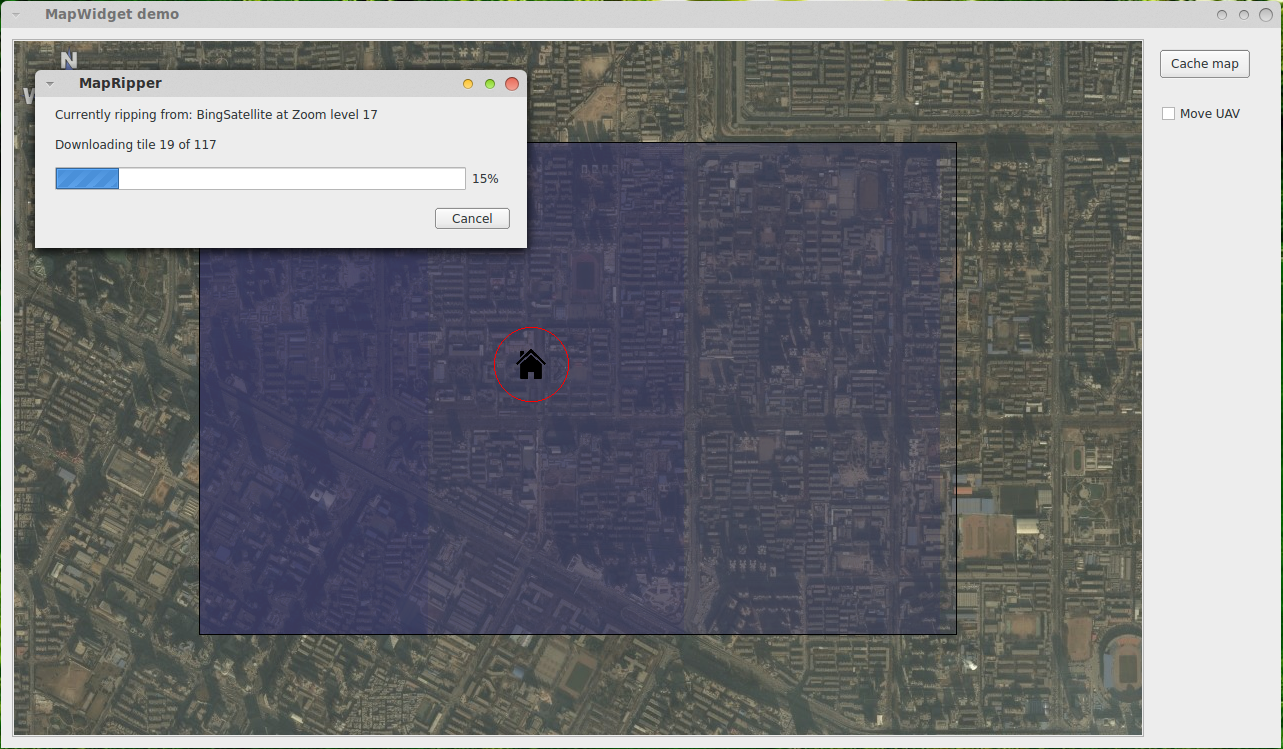 MapWidget demo
N
W
MapRipper
Currently ripping from: BingSatellite at Zoom level 17
Downloading tile 19 of 117
15%
Cancel
Cache map
Move UAV